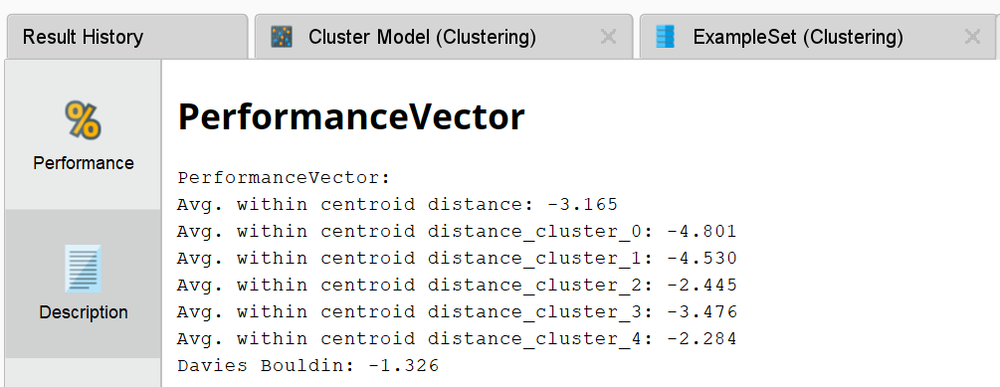 Result History
Cluster Model (Clustering)
ExampleSet (Clustering)
%
Performance
Description
PerformanceVector
PerformanceVector:
Avg. within centroid distance: -3.165
Avg. within centroid distance_cluster_0: -4.801
Avg. within centroid distance_cluster_1: -4.530
Avg. within centroid distance_cluster_2: -2.445
Avg. within centroid distance_cluster_3: -3.476
Avg. within centroid distance_cluster_4: -2.284
Davies Bouldin: -1.326